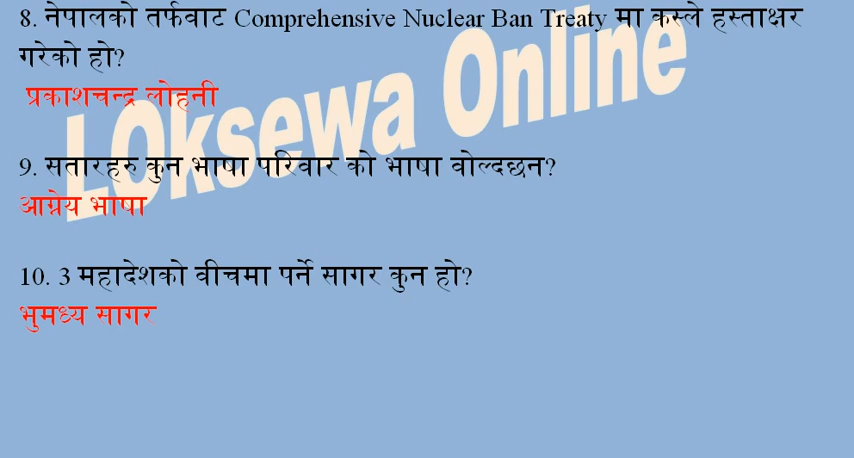 8. नेपालको तर्फवाट Comprehensive Nuclear Ban Treaty मा कस्ले हस्ताक्षर
गरेको हो?
प्रकाशचन्द्र लोहनी
LOksewa Online
9. सतारहरु कुन भाषा परिवार को भाषा वोल्दछन?
आग्नेय भाषा
10. 3 महादेशको वीचमा पर्ने सागर कुन हो?
भुमध्य सागर